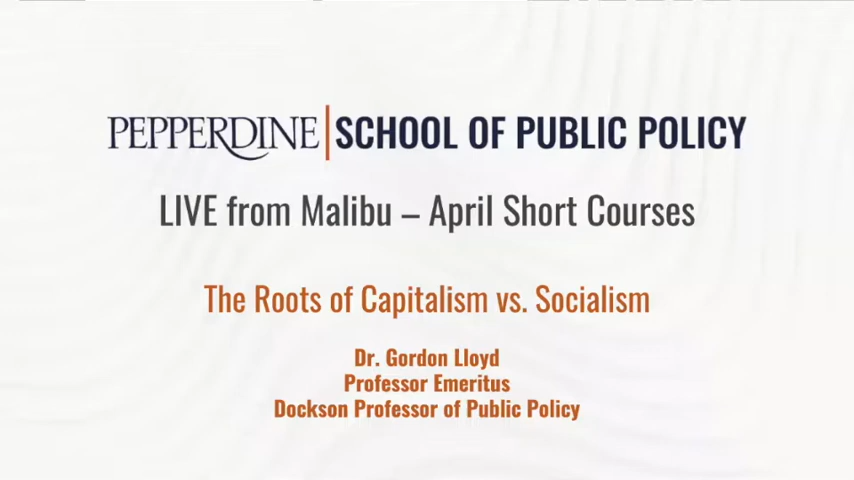 PEPPERDINE | SCHOOL OF PUBLIC POLICY
LIVE from Malibu – April Short Courses
The Roots of Capitalism vs. Socialism
Dr. Gordon Lloyd
Professor Emeritus
Dockson Professor of Public Policy